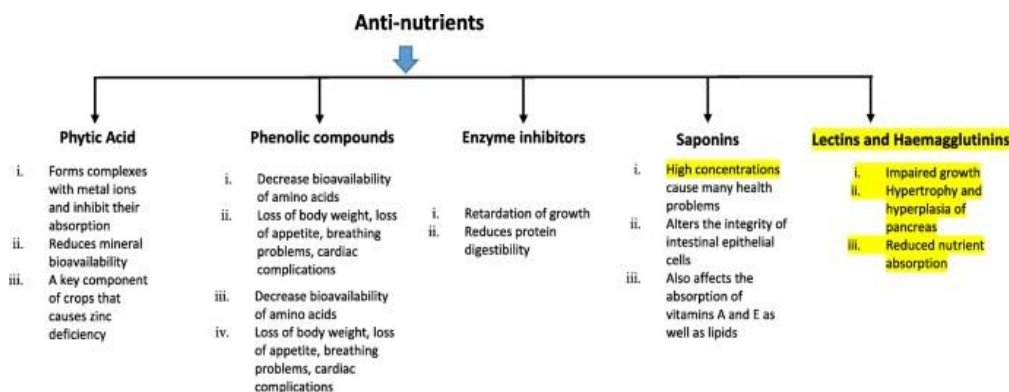 Anti-nutrients
Phytic Acid
i. Forms complexes
with metal ions
and inhibit their
absorption
ii. Reduces mineral
bioavailability
iii. A key component
of crops that
causes zinc
deficiency
Phenolic compounds
i. Decrease bioavailability
of amino acids
ii. Loss of body weight, loss
of appetite, breathing
problems, cardiac
complications
iii. Decrease bioavailability
of amino acids
iv. Loss of body weight, loss
of appetite, breathing
problems, cardiac
complications
Enzyme inhibitors
i. Retardation of growth
ii. Reduces protein
digestibility
Saponins
i. High concentrations
cause many health
problems
ii. Alters the integrity of
intestinal epithelial
cells
iii. Also affects the
absorption of
vitamins A and E as
well as lipids
Lectins and Haemagglutinins
i. Impaired growth
ii. Hypertrophy and
hyperplasia of
pancreas
iii. Reduced nutrient
absorption